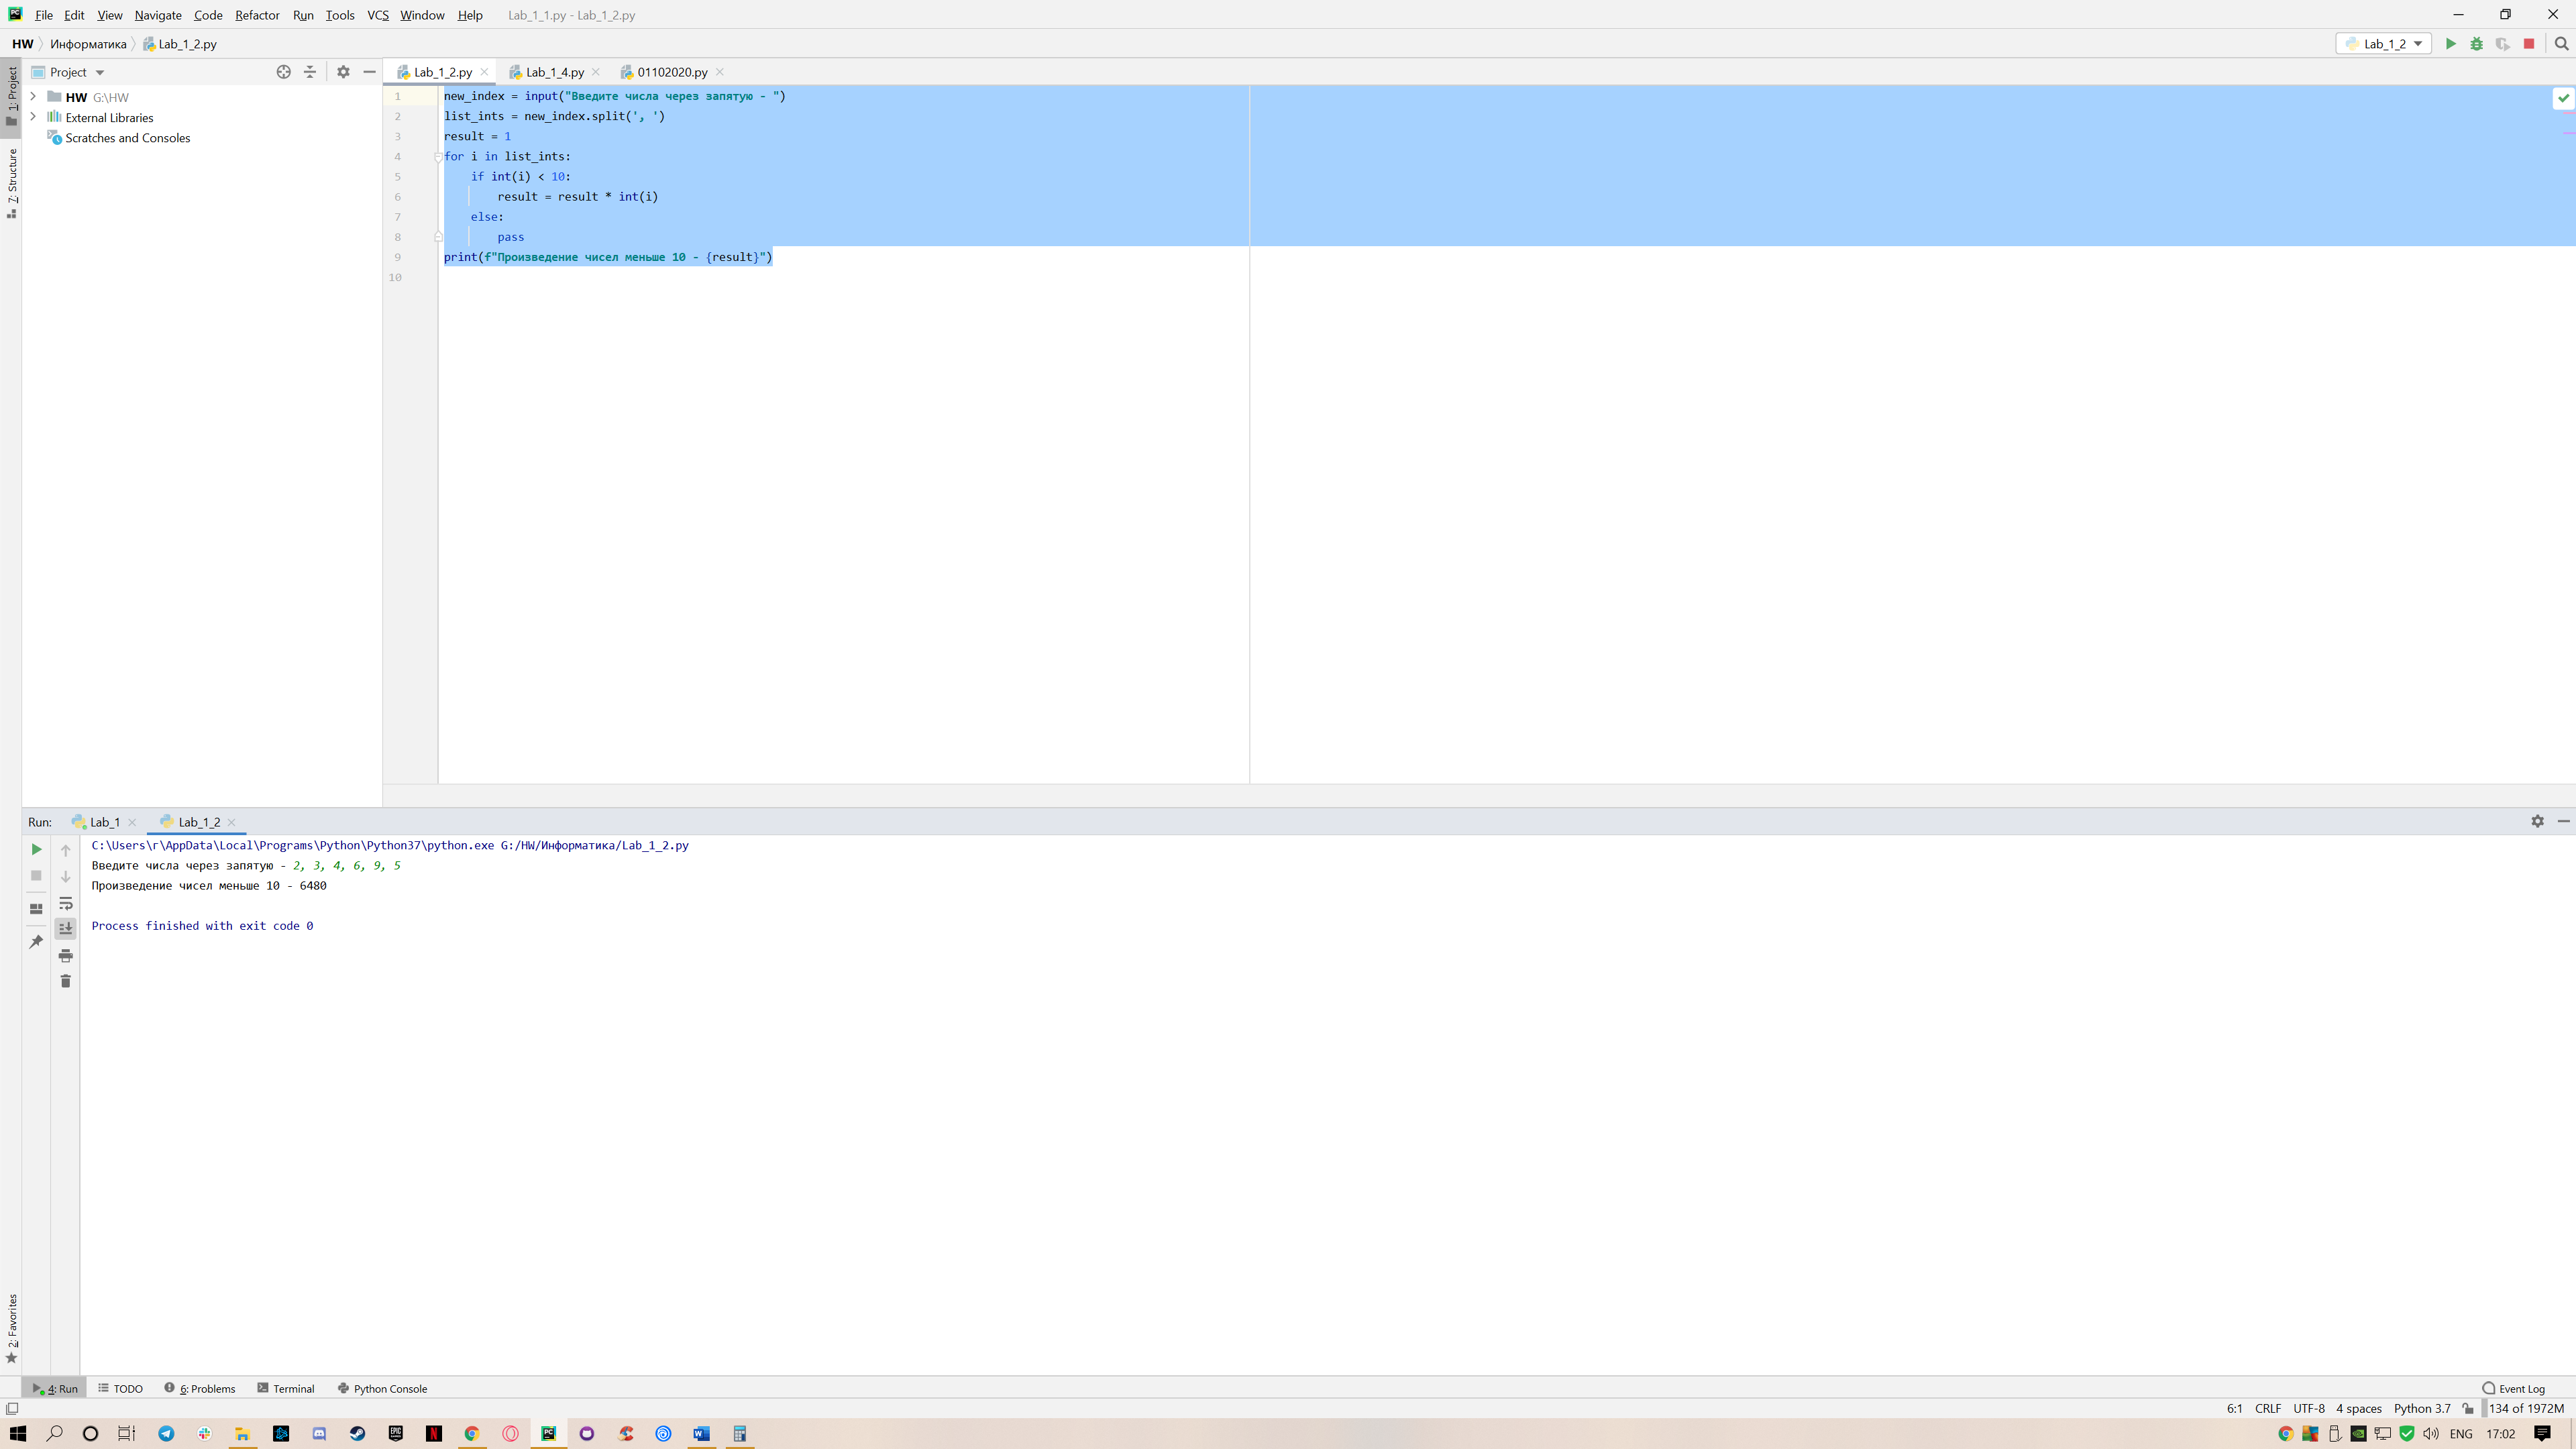 File Edit View Navigate Code Refactor Run Tools VCS Window Help Lab_1_1.py - Lab_1_2.py
HW Информатика Lab_1_2.py Lab_1_2
1: Project
7: Structure
2: Favorites
Project
HW G:\HW
External Libraries
Scratches and Consoles
Lab_1_2.py Lab_1_4.py 01102020.py
1 new_index = input("Введите числа через запятую - ")
2 list_ints = new_index.split(', ')
3 result = 1
4 for i in list_ints:
5     if int(i) < 10:
6         result = result * int(i)
7     else:
8         pass
9 print(f"Произведение чисел меньше 10 - {result}")
10
Run: Lab_1 Lab_1_2
C:\Users\r\AppData\Local\Programs\Python\Python37\python.exe G:/HW/Информатика/Lab_1_2.py
Введите числа через запятую - 2, 3, 4, 6, 9, 5
Произведение чисел меньше 10 - 6480
Process finished with exit code 0
4: Run TODO 6: Problems Terminal Python Console Event Log
6:1 CRLF UTF-8 4 spaces Python 3.7 134 of 1972M
ENG 17:02